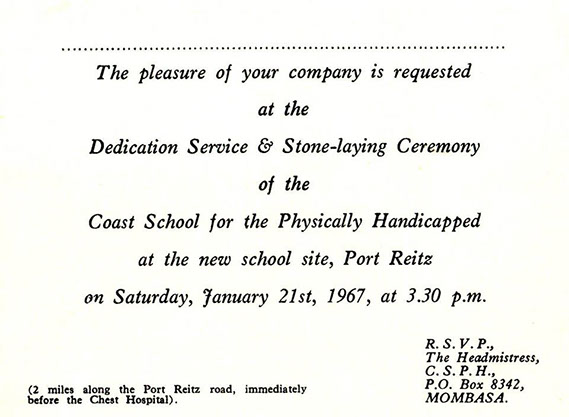 The pleasure of your company is requested
at the
Dedication Service & Stone-laying Ceremony
of the
Coast School for the Physically Handicapped
at the new school site, Port Reitz
on Saturday, January 21st, 1967, at 3.30 p.m.
R.S.V.P.,
The Headmistress,
C.S.P.H.,
P.O. Box 8342,
MOMBASA.
(2 miles along the Port Reitz road, immediately
before the Chest Hospital).